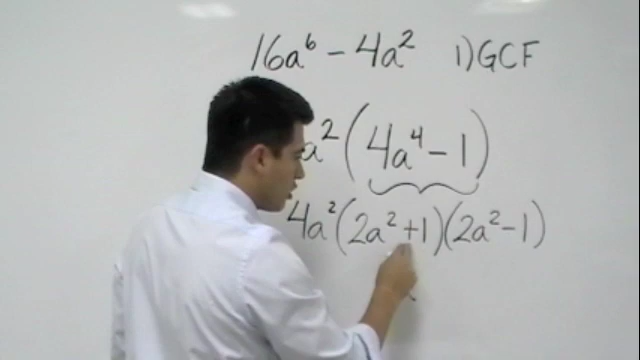 16a⁶ - 4a² 1) GCF
a² (4a⁴ - 1)
4a² (2a² + 1)(2a² - 1)